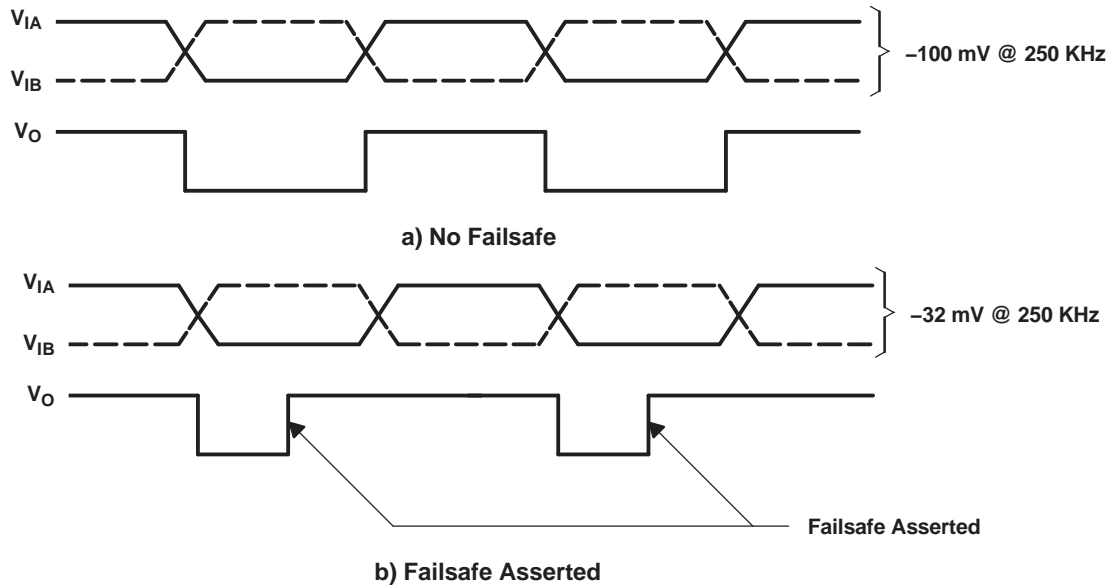 VIA
VIB
–100 mV @ 250 KHz
VO
a) No Failsafe
VIA
VIB
–32 mV @ 250 KHz
VO
Failsafe Asserted
b) Failsafe Asserted